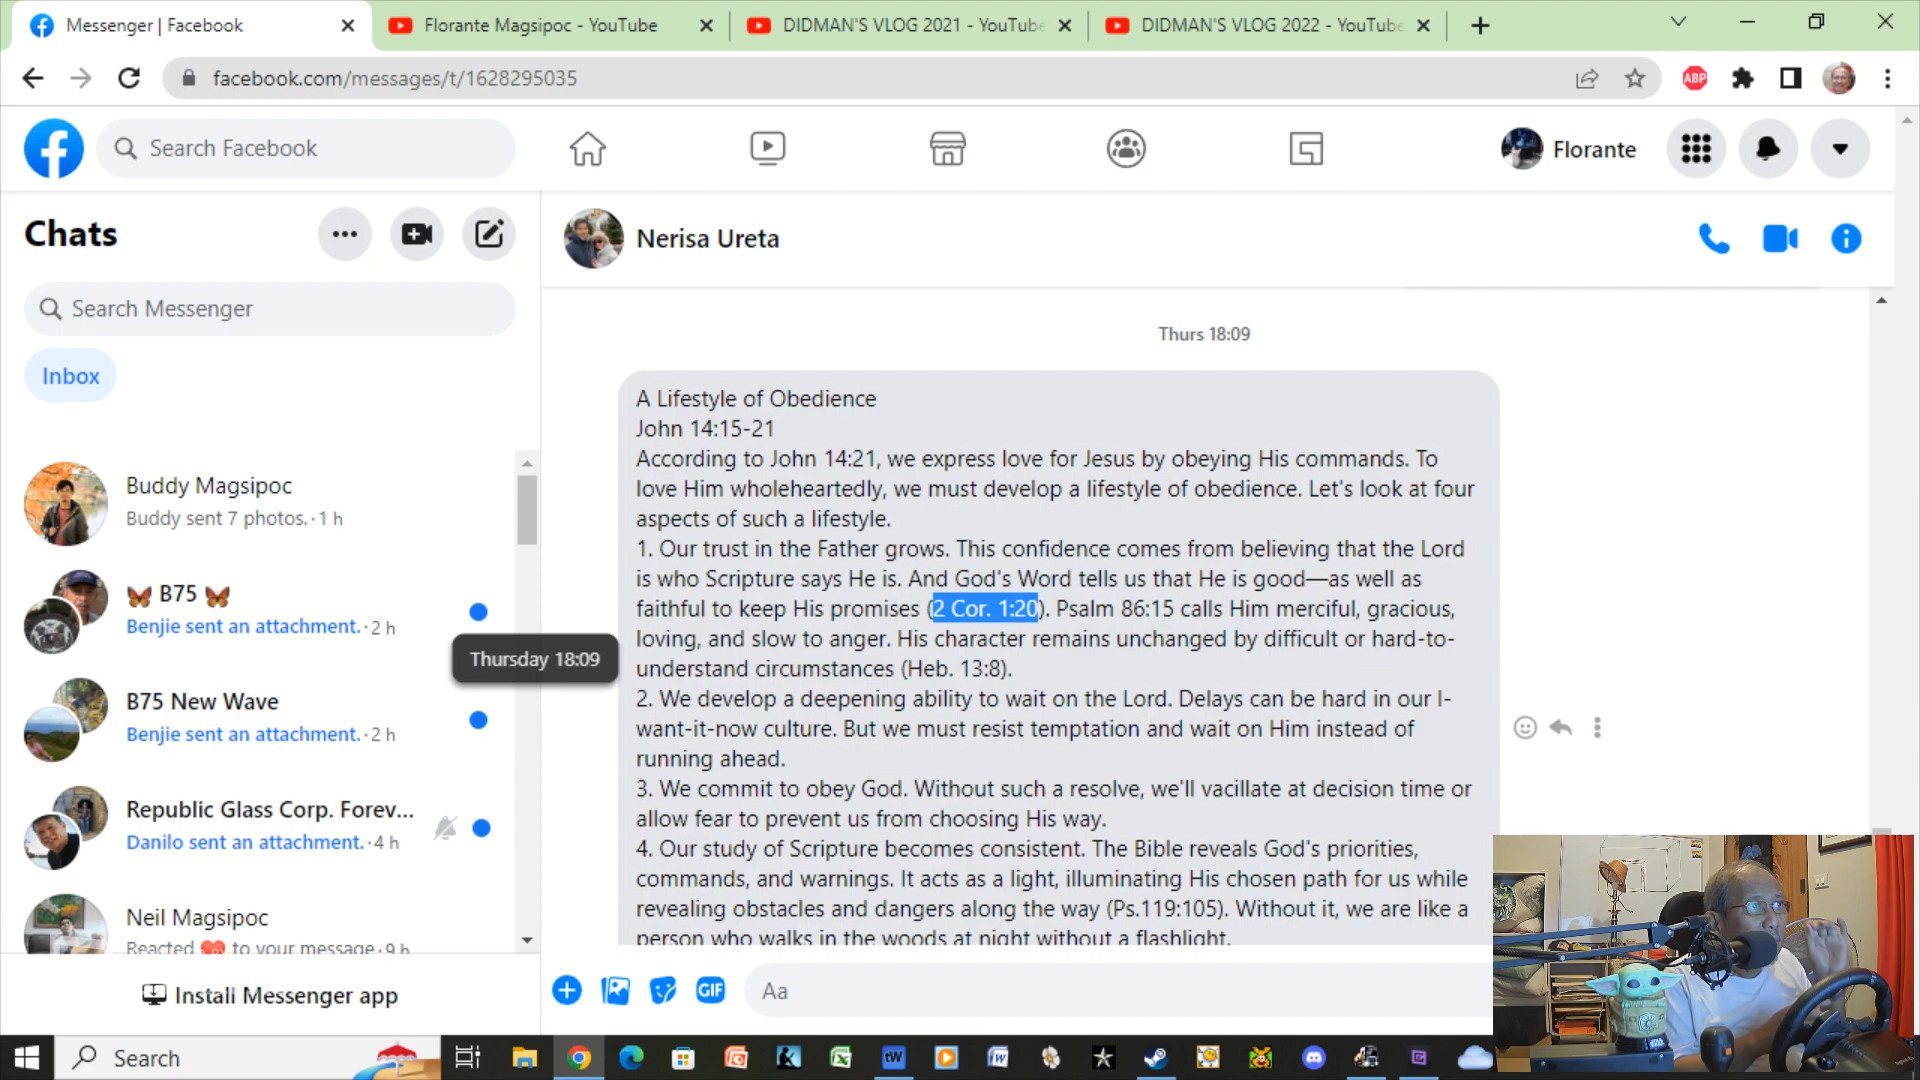 Messenger | Facebook
Florante Magsipoc - YouTube
DIDMAN'S VLOG 2021 - YouTube
DIDMAN'S VLOG 2022 - YouTube
facebook.com/messages/t/1628295035
ABP
Search Facebook
Florante
Chats
Search Messenger
Inbox
Buddy Magsipoc
Buddy sent 7 photos. · 1 h
B75
Benjie sent an attachment. · 2 h
Thursday 18:09
B75 New Wave
Benjie sent an attachment. · 2 h
Republic Glass Corp. Forev...
Danilo sent an attachment. · 4 h
Neil Magsipoc
Reacted ❤️ to your message · 9 h
Install Messenger app
Nerisa Ureta
Thurs 18:09
A Lifestyle of Obedience
John 14:15-21
According to John 14:21, we express love for Jesus by obeying His commands. To
love Him wholeheartedly, we must develop a lifestyle of obedience. Let's look at four
aspects of such a lifestyle.
1. Our trust in the Father grows. This confidence comes from believing that the Lord
is who Scripture says He is. And God's Word tells us that He is good—as well as
faithful to keep His promises (2 Cor. 1:20). Psalm 86:15 calls Him merciful, gracious,
loving, and slow to anger. His character remains unchanged by difficult or hard-to-
understand circumstances (Heb. 13:8).
2. We develop a deepening ability to wait on the Lord. Delays can be hard in our I-
want-it-now culture. But we must resist temptation and wait on Him instead of
running ahead.
3. We commit to obey God. Without such a resolve, we'll vacillate at decision time or
allow fear to prevent us from choosing His way.
4. Our study of Scripture becomes consistent. The Bible reveals God's priorities,
commands, and warnings. It acts as a light, illuminating His chosen path for us while
revealing obstacles and dangers along the way (Ps.119:105). Without it, we are like a
person who walks in the woods at night without a flashlight.
GIF
Aa
Search
tW